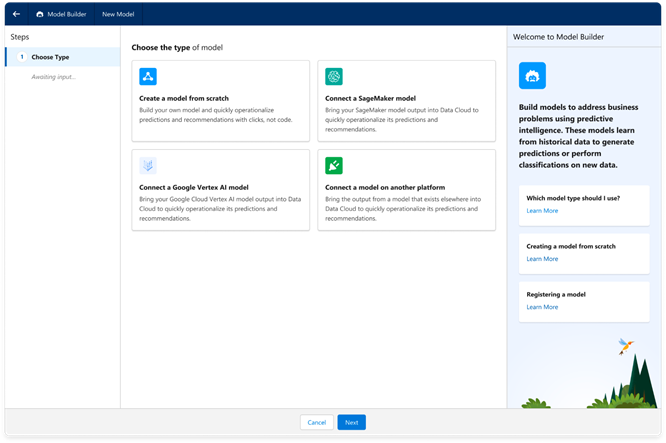 Model Builder
New Model
Steps
1 Choose Type
Awaiting input...
Choose the type of model
Create a model from scratch
Build your own model and quickly operationalize
predictions and recommendations with clicks, not code.
Connect a SageMaker model
Bring your SageMaker model output into Data Cloud to
quickly operationalize its predictions and
recommendations.
Connect a Google Vertex AI model
Bring your Google Cloud Vertex AI model output into Data
Cloud to quickly operationalize its predictions and
recommendations.
Connect a model on another platform
Bring the output from a model that exists elsewhere into
Data Cloud to quickly operationalize its predictions and
recommendations.
Welcome to Model Builder
Build models to address business
problems using predictive
intelligence. These models learn
from historical data to generate
predictions or perform
classifications on new data.
Which model type should I use?
Learn More
Creating a model from scratch
Learn More
Registering a model
Learn More
Cancel
Next